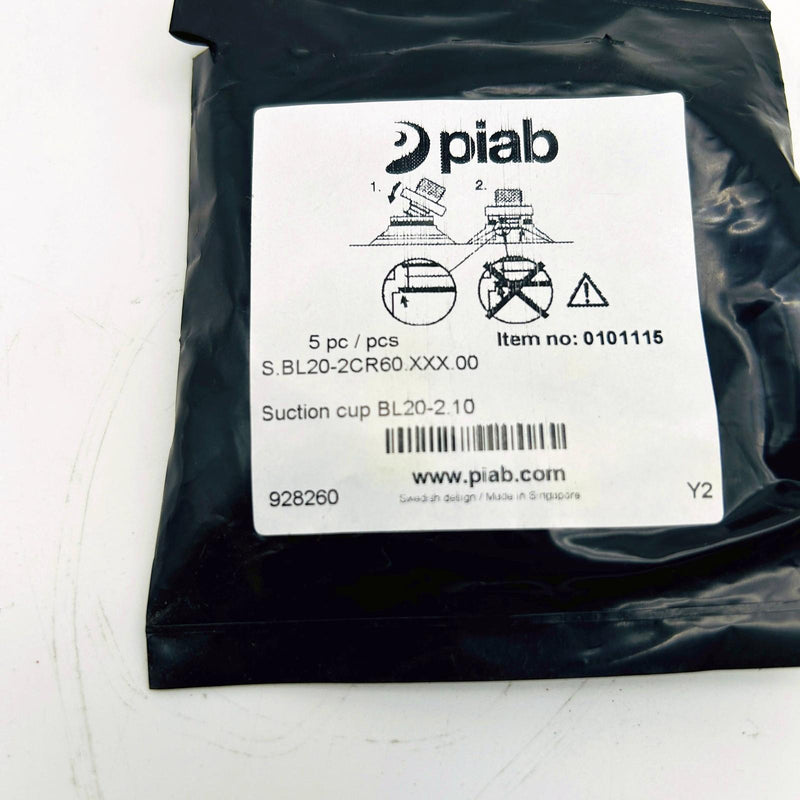 piab
1.
2.
5 pc / pcs
Item no: 0101115
S.BL20-2CR60.XXX.00
Suction cup BL20-2.10
www.piab.com
928260
Swedish design / Made in Singapore
Y2